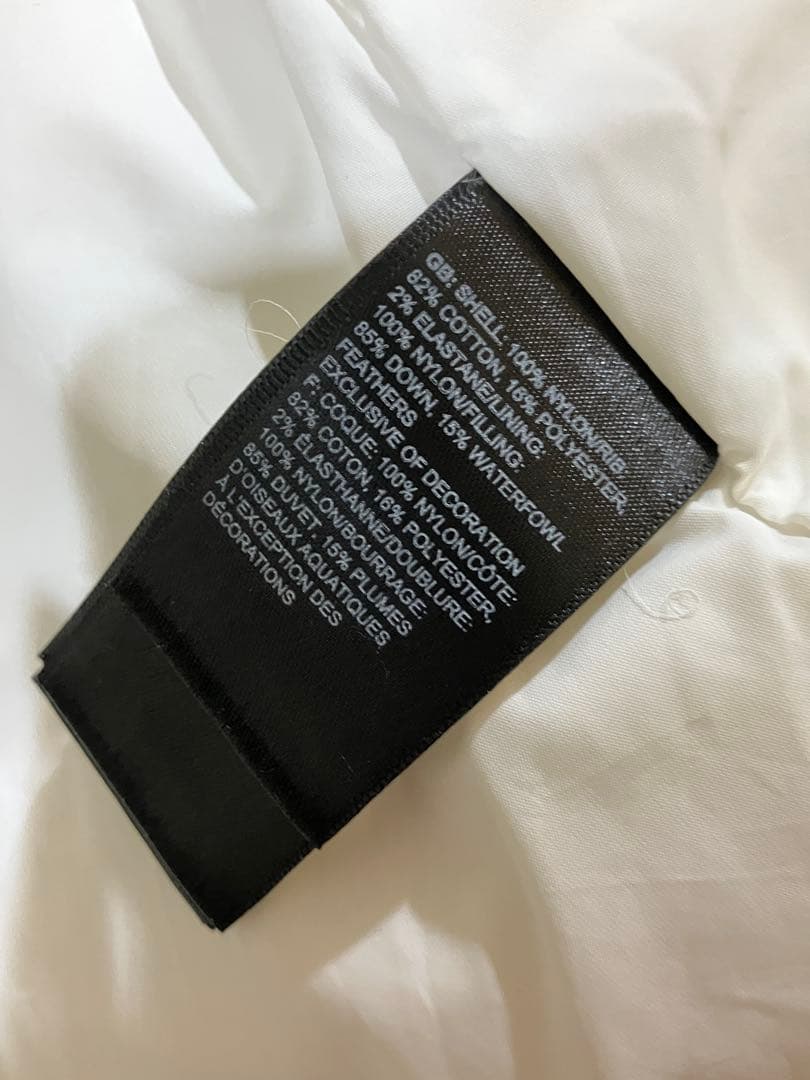 GB: SHELL 100% NYLON/RIB:
82% COTTON, 16% POLYESTER,
2% ELASTANE/LINING:
100% NYLON/FILLING:
85% DOWN, 15% WATERFOWL
FEATHERS
EXCLUSIVE OF DECORATION
F: COQUE: 100% NYLON/CÔTE:
82% COTON, 16% POLYESTER,
2% ÉLASTHANNE/DOUBLURE:
100% NYLON/BOURRAGE:
85% DUVET, 15% PLUMES
D'OISEAUX AQUATIQUES
À L'EXCEPTION DES
DÉCORATIONS